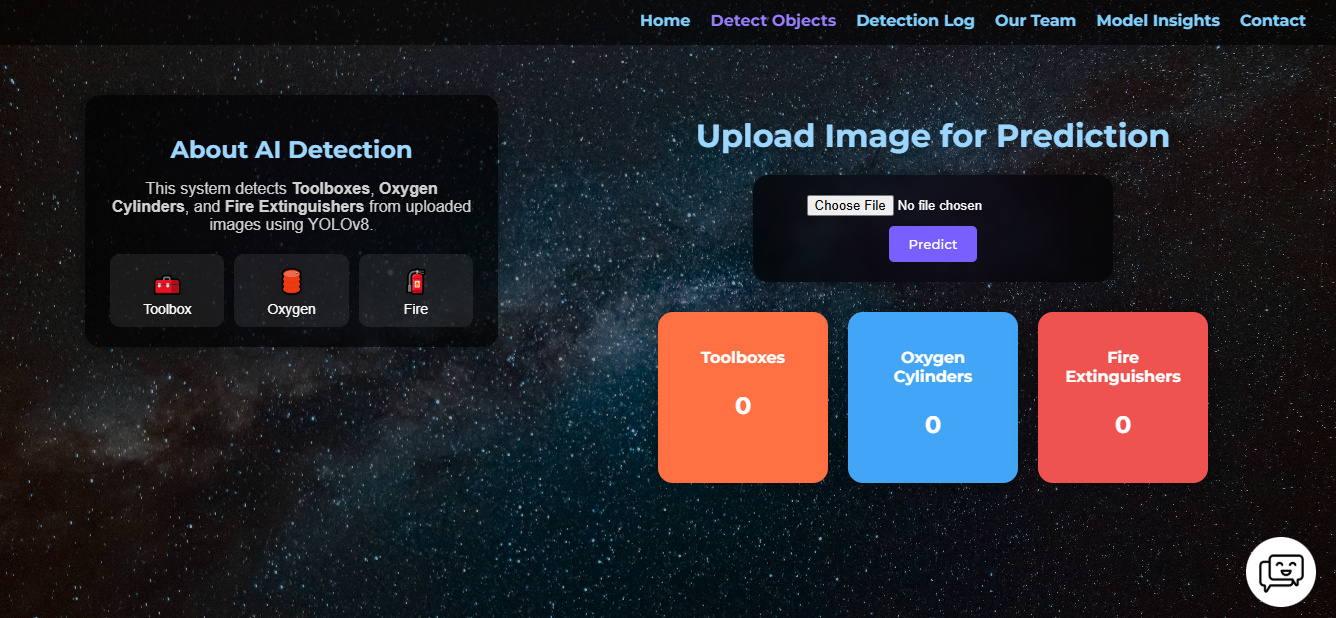 Home Detect Objects Detection Log Our Team Model Insights Contact
About AI Detection
This system detects Toolboxes, Oxygen
Cylinders, and Fire Extinguishers from uploaded
images using YOLOv8.
Toolbox Oxygen Fire
Upload Image for Prediction
Choose File No file chosen
Predict
Toolboxes
0
Oxygen
Cylinders
0
Fire
Extinguishers
0